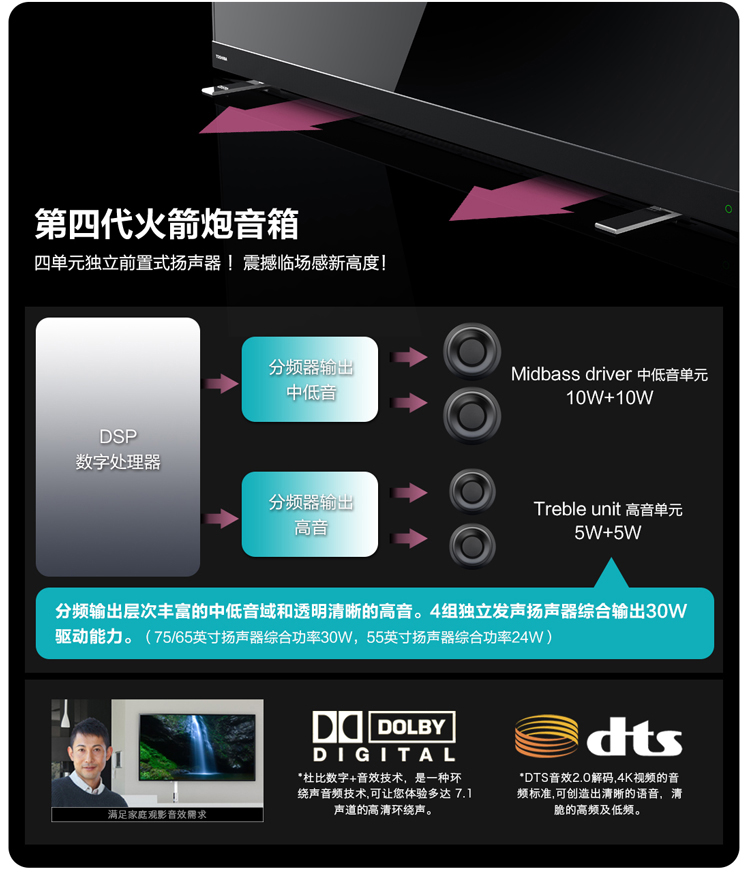 TOSHIBA
第四代火箭炮音箱
四单元独立前置式扬声器！震撼临场感新高度！
DSP
数字处理器
分频器输出
中低音
Midbass driver 中低音单元
10W+10W
分频器输出
高音
Treble unit 高音单元
5W+5W
分频输出层次丰富的中低音域和透明清晰的高音。4组独立发声扬声器综合输出30W
驱动能力。（75/65英寸扬声器综合功率30W，55英寸扬声器综合功率24W）
满足家庭观影音效需求
DOLBY
DIGITAL
*杜比数字+音效技术，是一种环
绕声音频技术,可让您体验多达 7.1
声道的高清环绕声。
dts
*DTS音效2.0解码,4K视频的音
频标准,可创造出清晰的语音，清
脆的高频及低频。